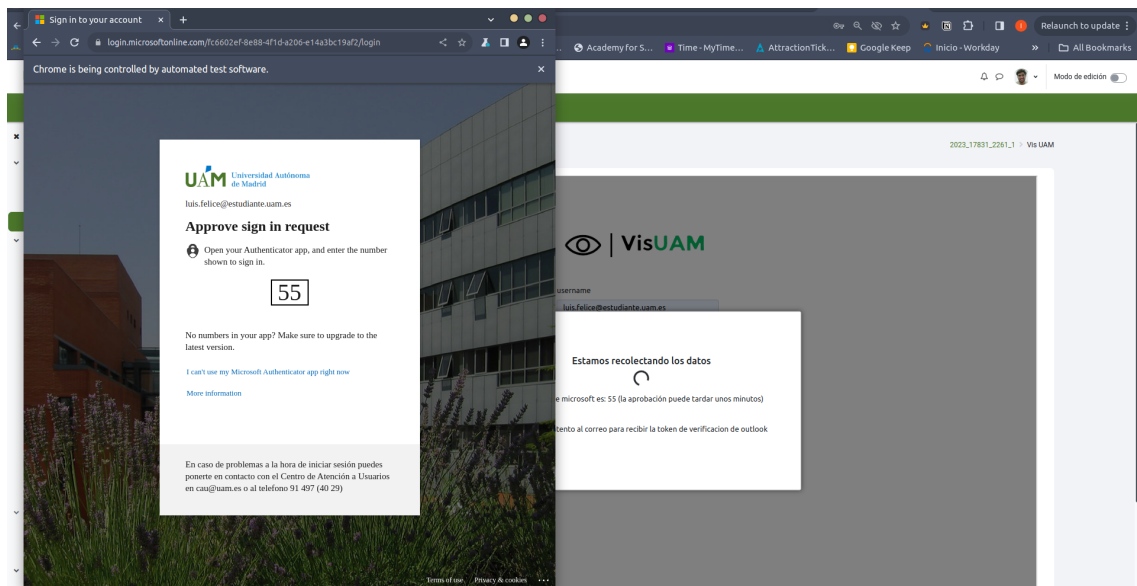 Sign in to your account
Relaunch to update
login.microsoftonline.com/fc6602ef-8e88-4f1d-a206-e14a3bc19af2/login
... Academy for S... Time - MyTime... AttractionTick... Google Keep Inicio - Workday » All Bookmarks
Chrome is being controlled by automated test software.
Modo de edición
2023_17831_2261_1 > Vis UAM
UAM Universidad Autónoma
de Madrid
luis.felice@estudiante.uam.es
Approve sign in request
Open your Authenticator app, and enter the number
shown to sign in.
55
No numbers in your app? Make sure to upgrade to the
latest version.
I can't use my Microsoft Authenticator app right now
More information
En caso de problemas a la hora de iniciar sesión puedes
ponerte en contacto con el Centro de Atención a Usuarios
en cau@uam.es o al telefono 91 497 (40 29)
Terms of use Privacy & cookies ...
| VisUAM
username
luis.felice@estudiante.uam.es
Estamos recolectando los datos
e microsoft es: 55 (la aprobación puede tardar unos minutos)
tento al correo para recibir la token de verificacion de outlook